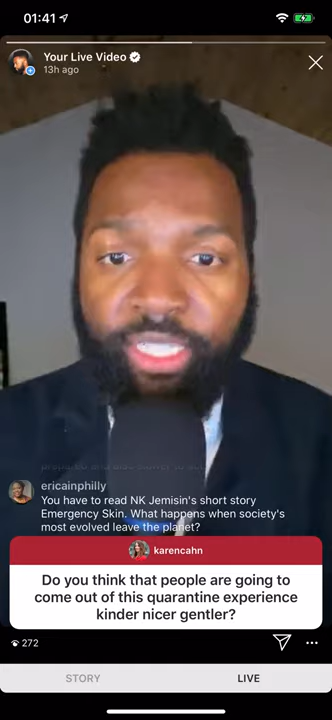 01:41
Your Live Video
13h ago
ericainphilly
You have to read NK Jemisin's short story
Emergency Skin. What happens when society's
most evolved leave the planet?
karencahn
Do you think that people are going to
come out of this quarantine experience
kinder nicer gentler?
272
STORY LIVE